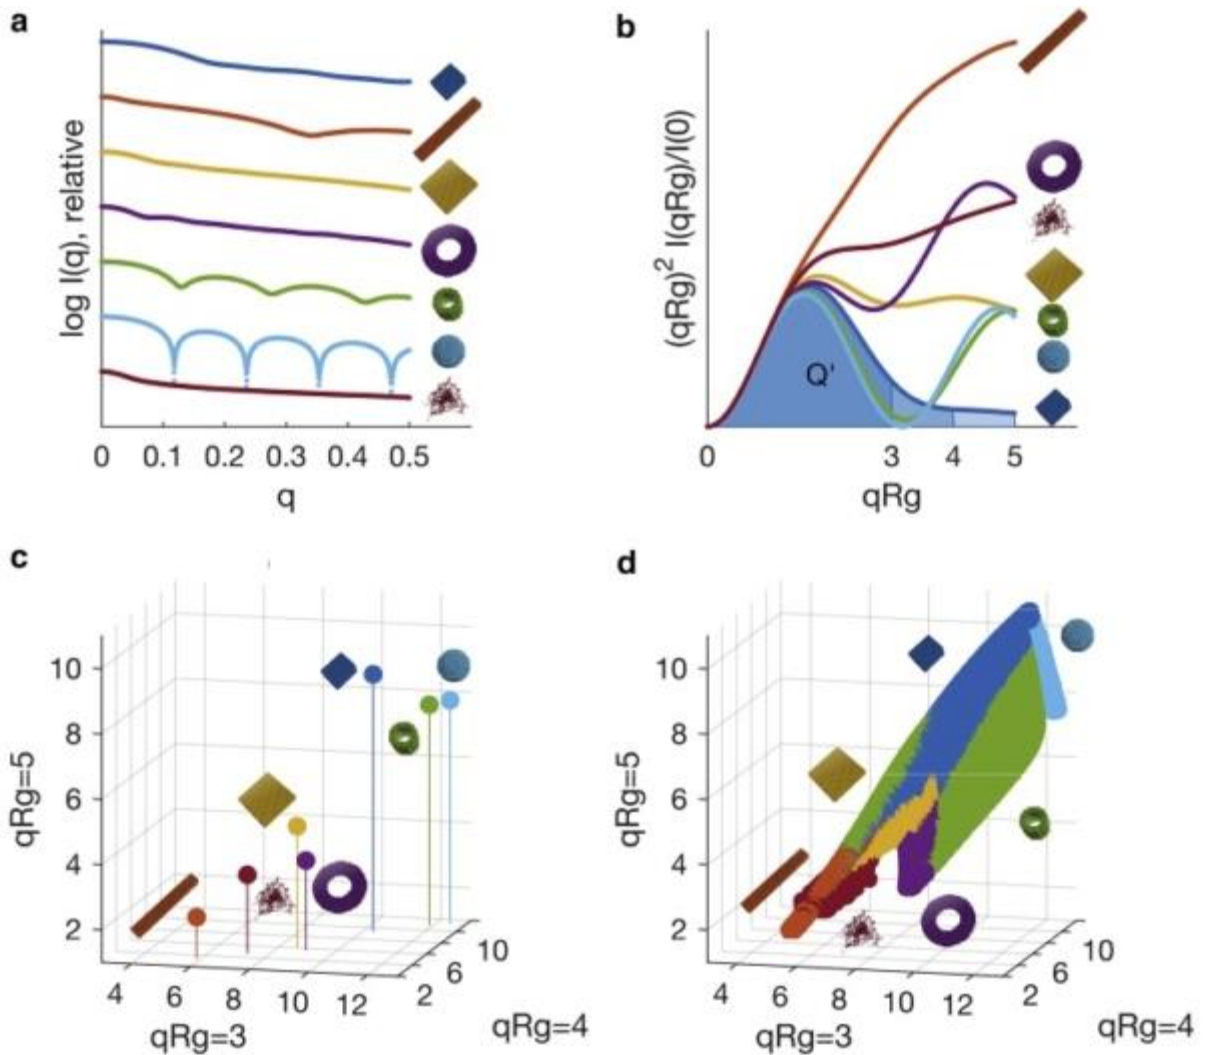 a
log I(q), relative
0 0.1 0.2 0.3 0.4 0.5
q
b
(qRg)² I(qRg)/I(0)
Q'
0 3 4 5
qRg
c
qRg=5
10
8
6
4
2
4 6 8 10 12
2 6 10
qRg=3
qRg=4
d
qRg=5
10
8
6
4
2
4 6 8 10 12
2 6 10
qRg=3
qRg=4